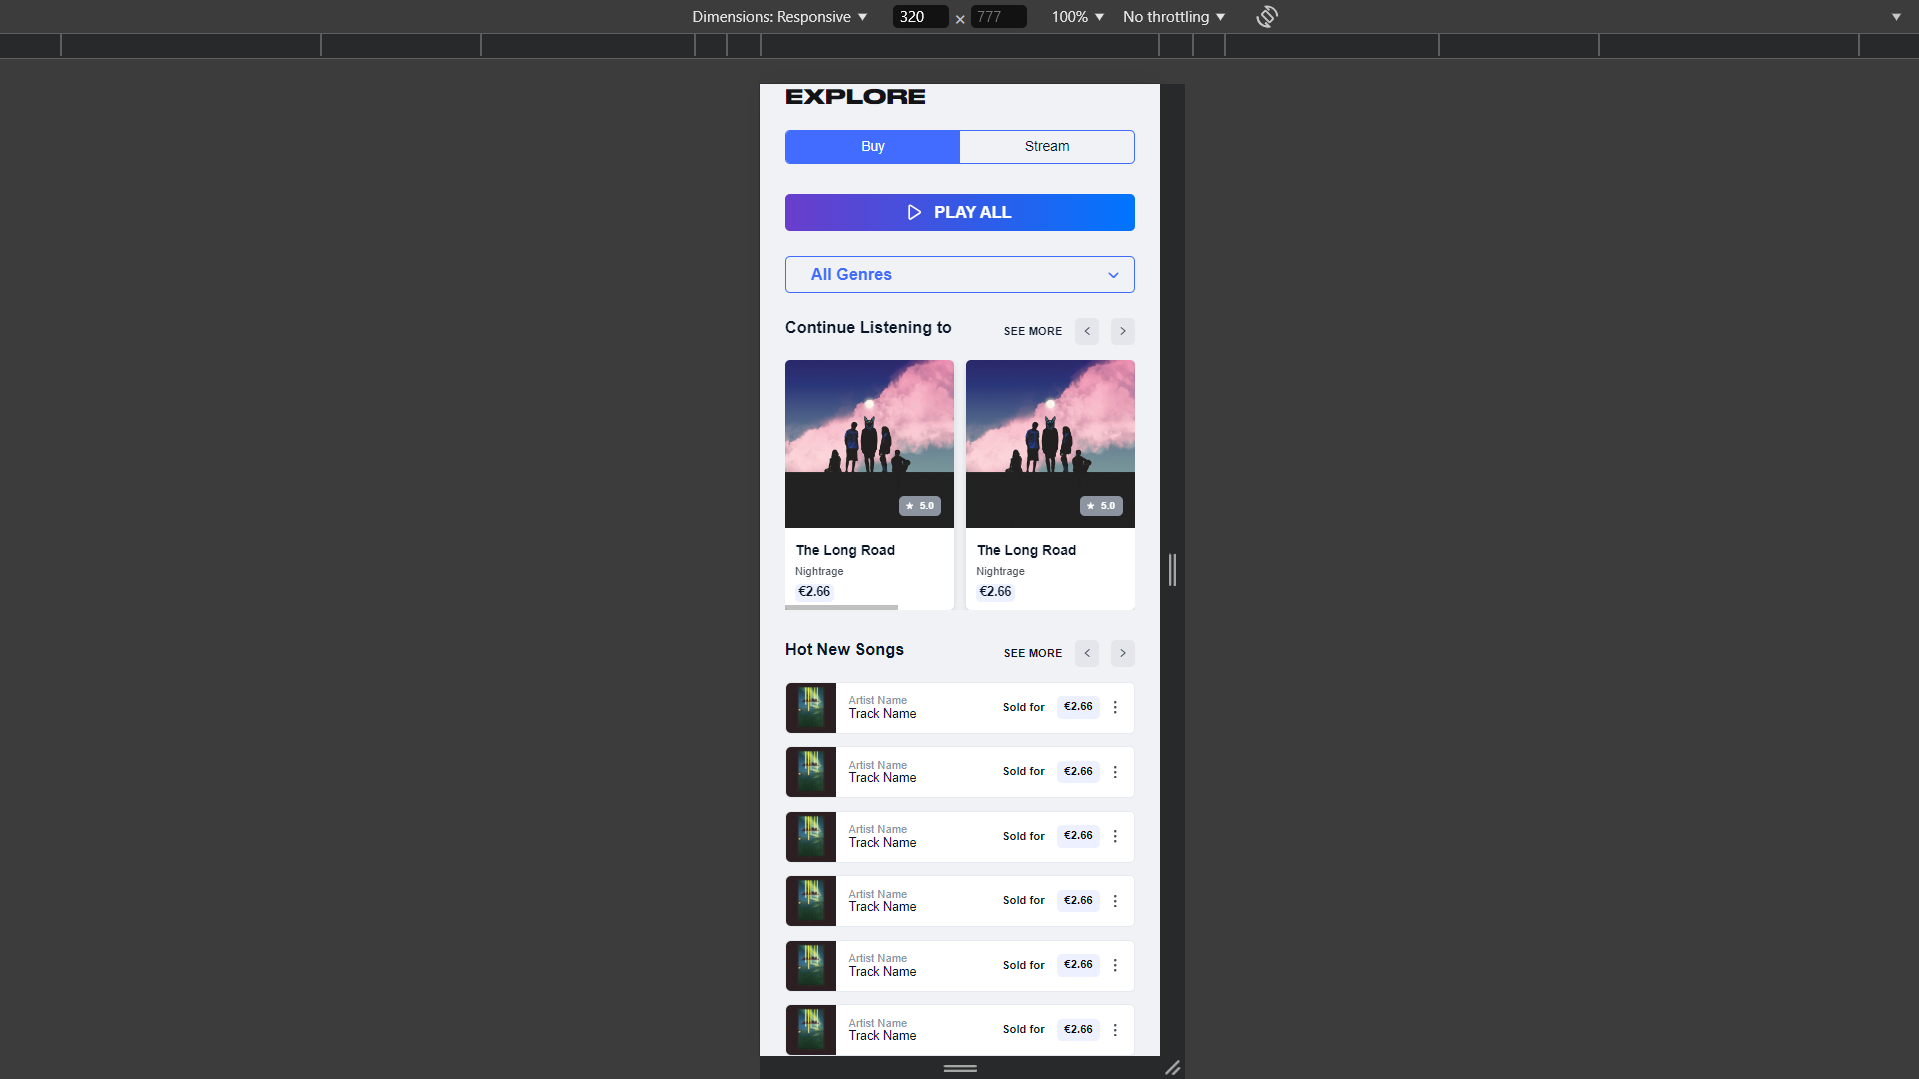 Dimensions: Responsive ▼ 320 × 777 100% ▼ No throttling ▼
EXPLORE
Buy Stream
PLAY ALL
All Genres
Continue Listening to SEE MORE < >
★ 5.0 ★ 5.0
The Long Road The Long Road
Nightrage Nightrage
€2.66 €2.66
Hot New Songs SEE MORE < >
Artist Name
Track Name Sold for €2.66
Artist Name
Track Name Sold for €2.66
Artist Name
Track Name Sold for €2.66
Artist Name
Track Name Sold for €2.66
Artist Name
Track Name Sold for €2.66
Artist Name
Track Name Sold for €2.66